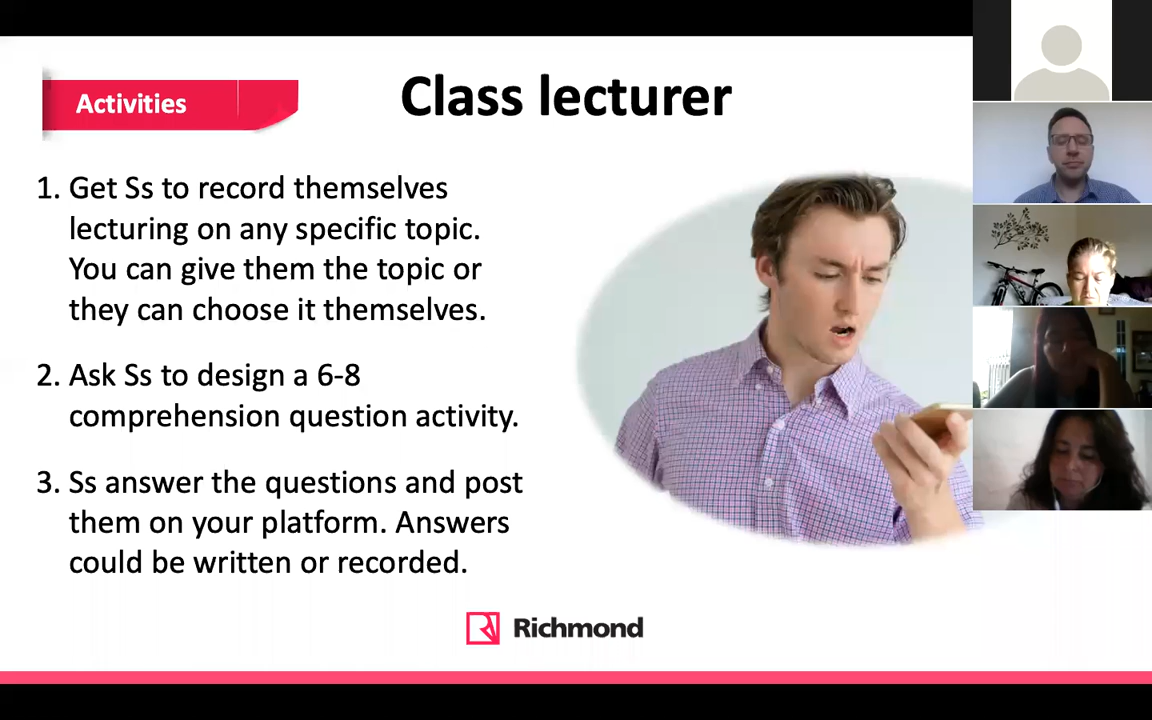 Activities
Class lecturer
1. Get Ss to record themselves
lecturing on any specific topic.
You can give them the topic or
they can choose it themselves.
2. Ask Ss to design a 6-8
comprehension question activity.
3. Ss answer the questions and post
them on your platform. Answers
could be written or recorded.
Richmond